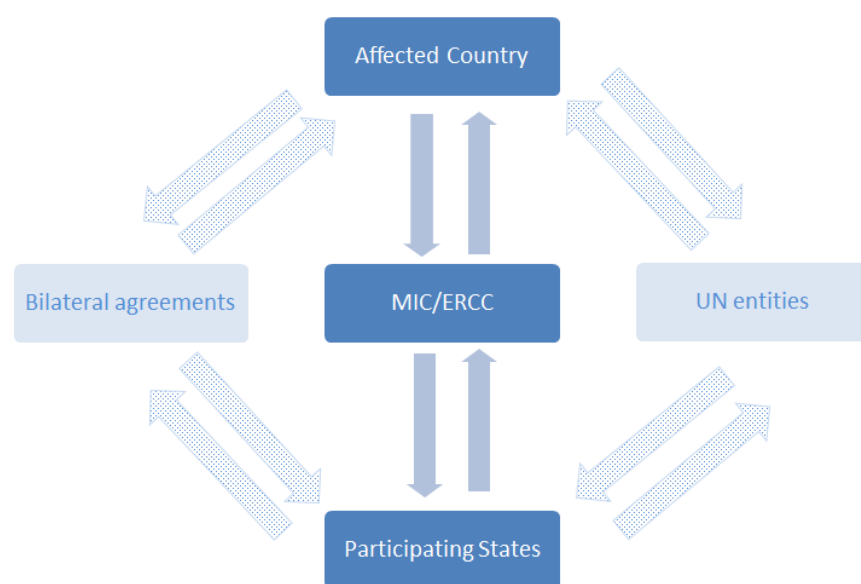 Affected Country
Bilateral agreements
MIC/ERCC
UN entities
Participating States